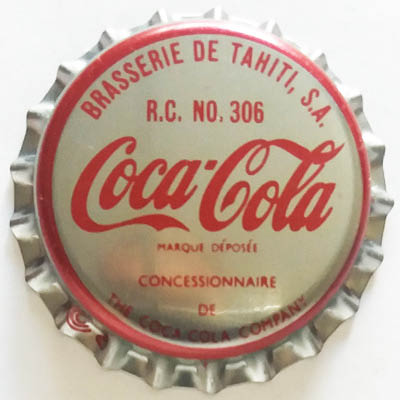 BRASSERIE DE TAHITI, S.A.
R.C. NO. 306
Coca-Cola
MARQUE DÉPOSÉE
CONCESSIONNAIRE
DE
THE COCA COLA COMPANY